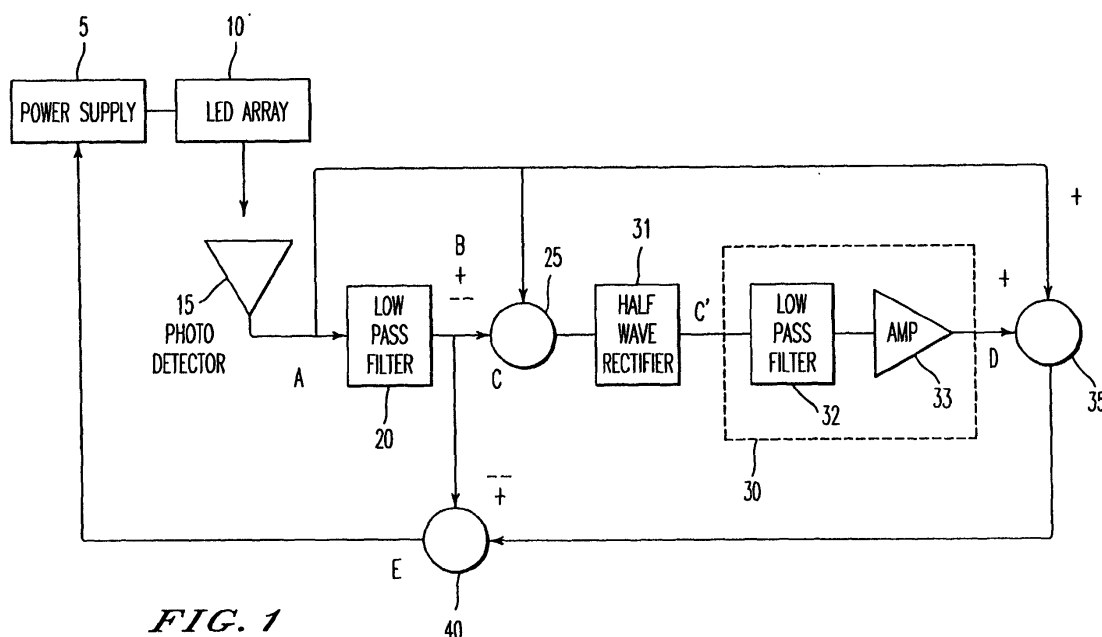 5
10
POWER SUPPLY
LED ARRAY
15
PHOTO
DETECTOR
A
LOW
PASS
FILTER
20
B
+
--
C
25
31
HALF
WAVE
RECTIFIER
C'
LOW
PASS
FILTER
32
AMP
33
30
+
D
+
35
--
+
E
40
FIG. 1